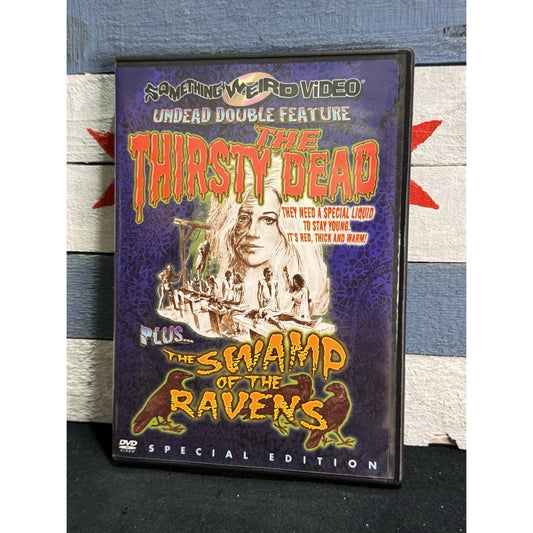 SOMETHING WEIRD VIDEO®
UNDEAD DOUBLE FEATURE
THE
THIRSTY DEAD
THEY NEED A SPECIAL LIQUID
TO STAY YOUNG.
IT'S RED, THICK AND WARM!
PLUS...
THE SWAMP
OF THE
RAVENS
DVD
VIDEO
SPECIAL EDITION